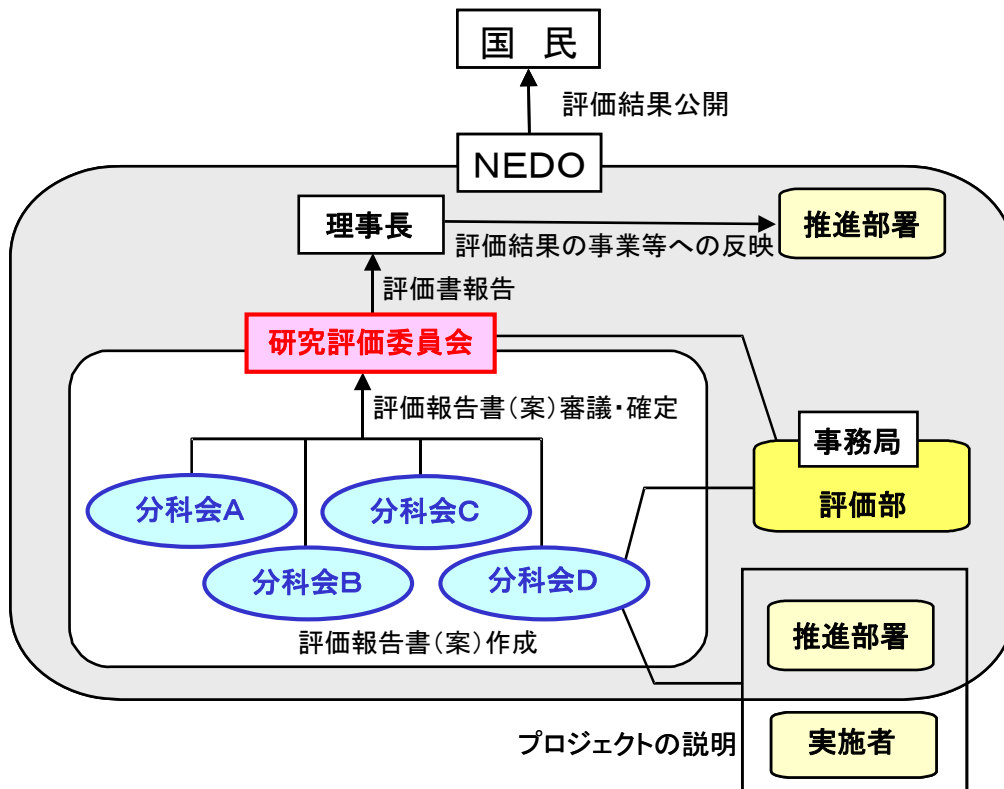 国　民
評価結果公開
NEDO
理事長
推進部署
評価結果の事業等への反映
評価書報告
研究評価委員会
評価報告書（案）審議・確定
事務局
評価部
分科会A
分科会C
分科会B
分科会D
評価報告書（案）作成
推進部署
プロジェクトの説明
実施者